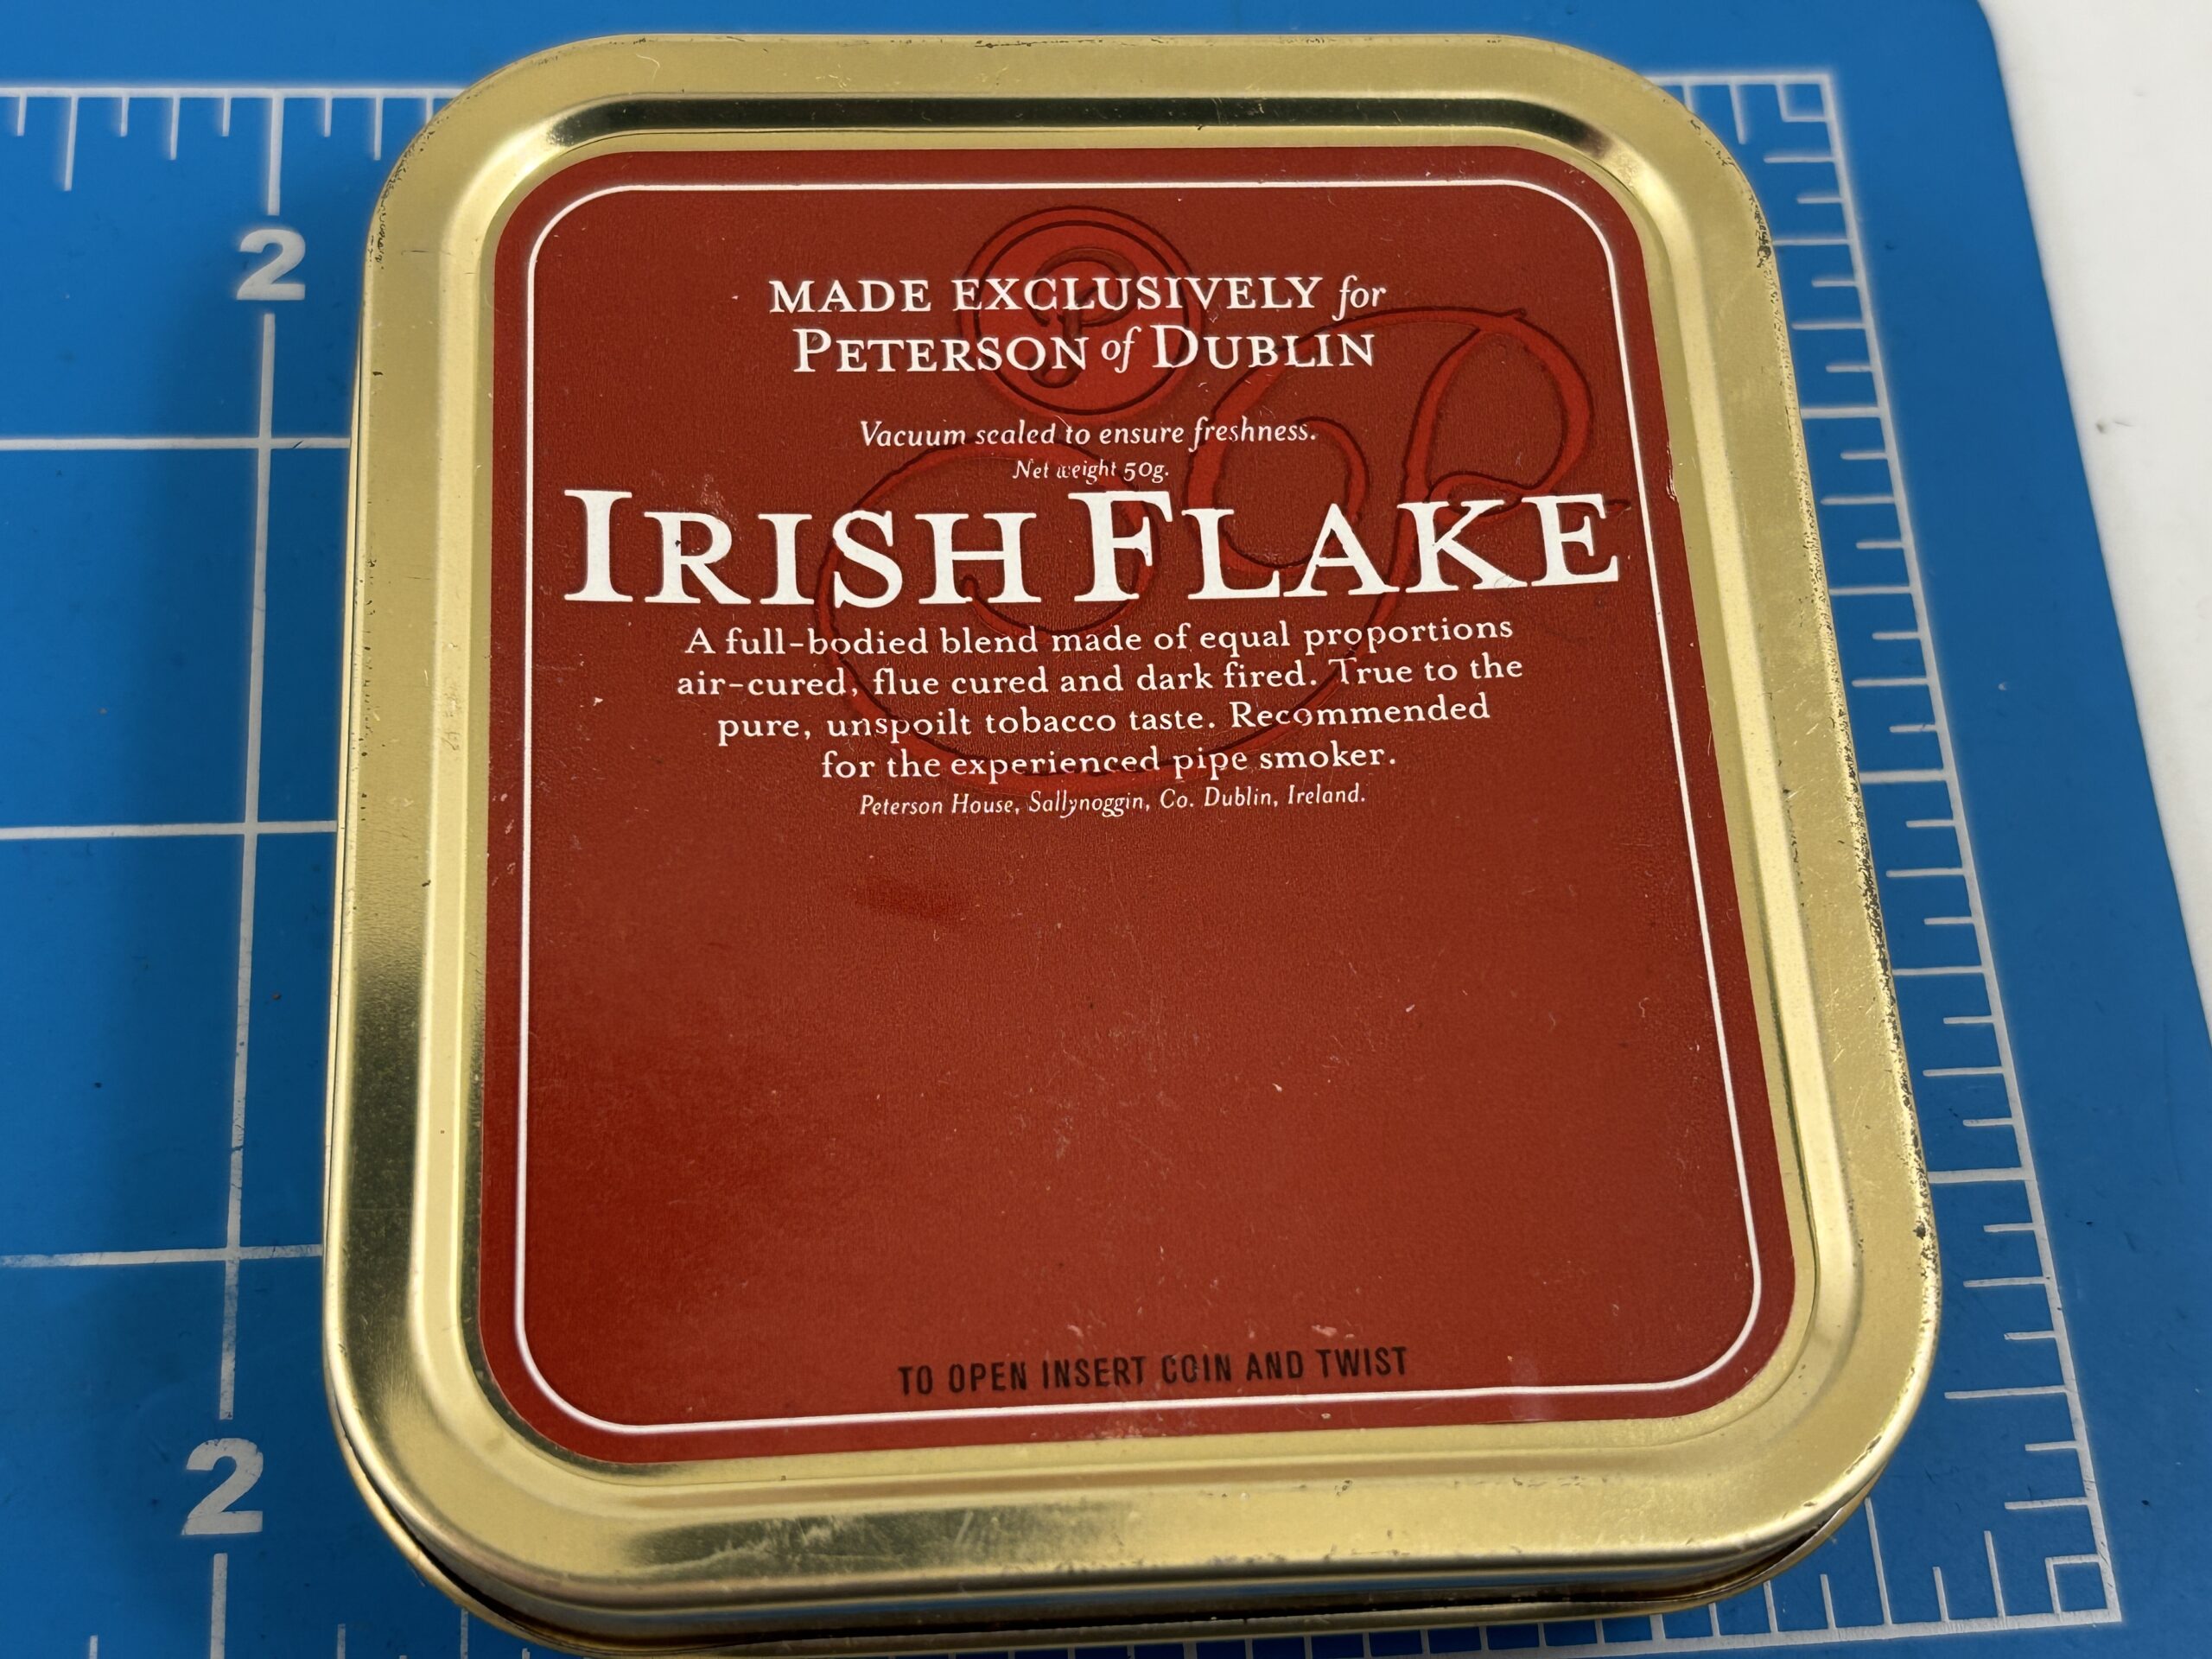 2
MADE EXCLUSIVELY for
PETERSON of DUBLIN
P
Vacuum sealed to ensure freshness.
Net weight 50g.
IRISH FLAKE
A full-bodied blend made of equal proportions
air-cured, flue cured and dark fired. True to the
pure, unspoilt tobacco taste. Recommended
for the experienced pipe smoker.
Peterson House, Sallynoggin, Co. Dublin, Ireland.
TO OPEN INSERT COIN AND TWIST
2